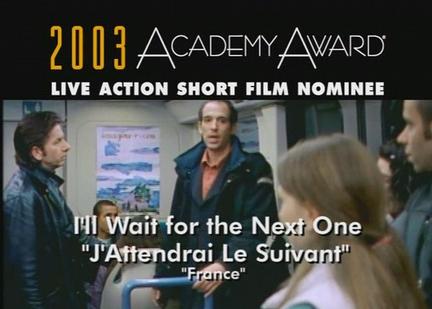 2003 ACADEMY AWARD®
LIVE ACTION SHORT FILM NOMINEE
I'll Wait for the Next One
"J'Attendrai Le Suivant"
"France"